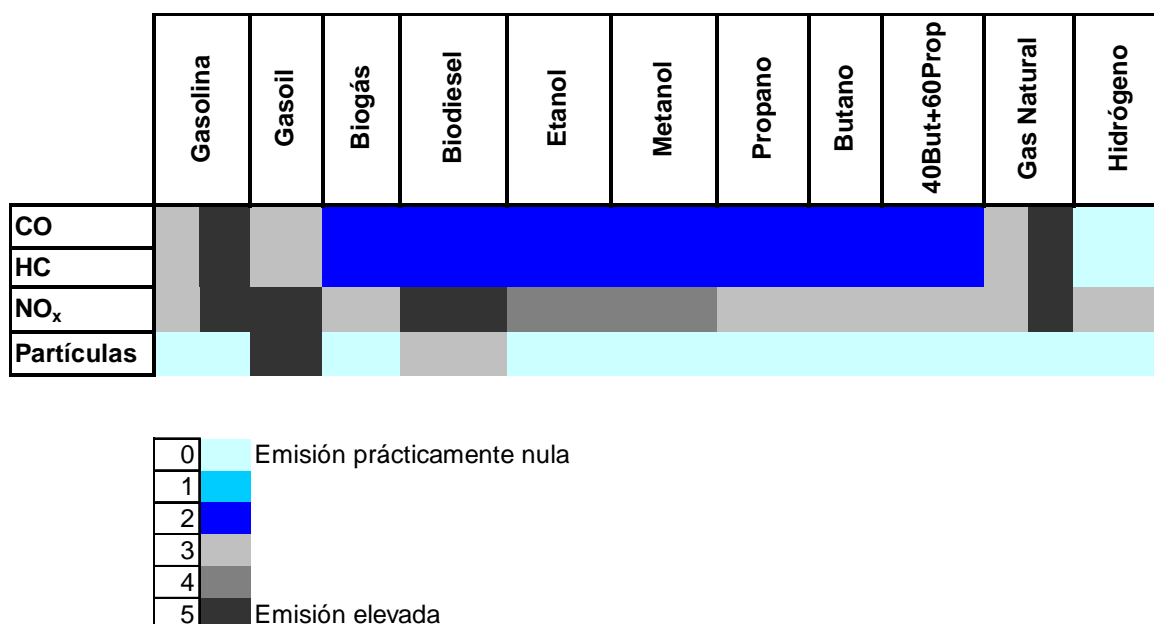 Gasolina
Gasoil
Biogás
Biodiesel
Etanol
Metanol
Propano
Butano
40But+60Prop
Gas Natural
Hidrógeno
CO
HC
NOx
Partículas
0 Emisión prácticamente nula
1
2
3
4
5 Emisión elevada